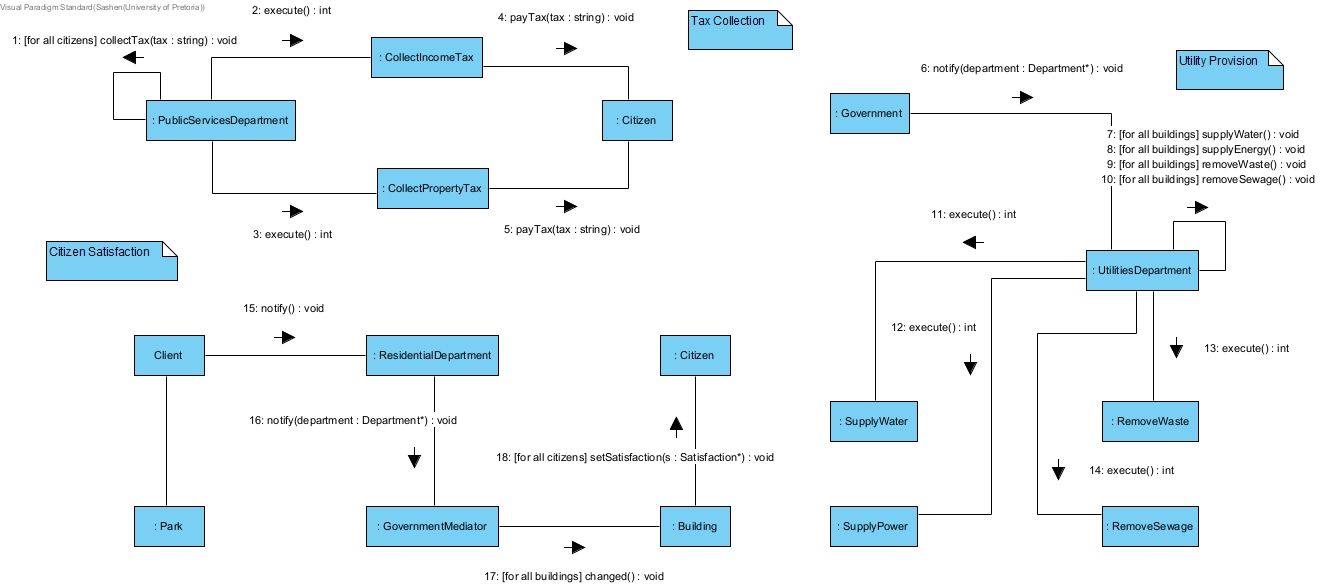 Visual Paradigm Standard(Sashen(University of Pretoria))
2: execute() : int
4: payTax(tax : string) : void
Tax Collection
1: [for all citizens] collectTax(tax : string) : void
: CollectIncomeTax
: PublicServicesDepartment
: Citizen
: CollectPropertyTax
3: execute() : int
5: payTax(tax : string) : void
Utility Provision
6: notify(department : Department*) : void
: Government
7: [for all buildings] supplyWater() : void
8: [for all buildings] supplyEnergy() : void
9: [for all buildings] removeWaste() : void
10: [for all buildings] removeSewage() : void
11: execute() : int
: UtilitiesDepartment
12: execute() : int
13: execute() : int
: SupplyWater
: RemoveWaste
14: execute() : int
: SupplyPower
: RemoveSewage
Citizen Satisfaction
15: notify() : void
Client
: ResidentialDepartment
: Citizen
16: notify(department : Department*) : void
18: [for all citizens] setSatisfaction(s : Satisfaction*) : void
: Park
: GovernmentMediator
: Building
17: [for all buildings] changed() : void